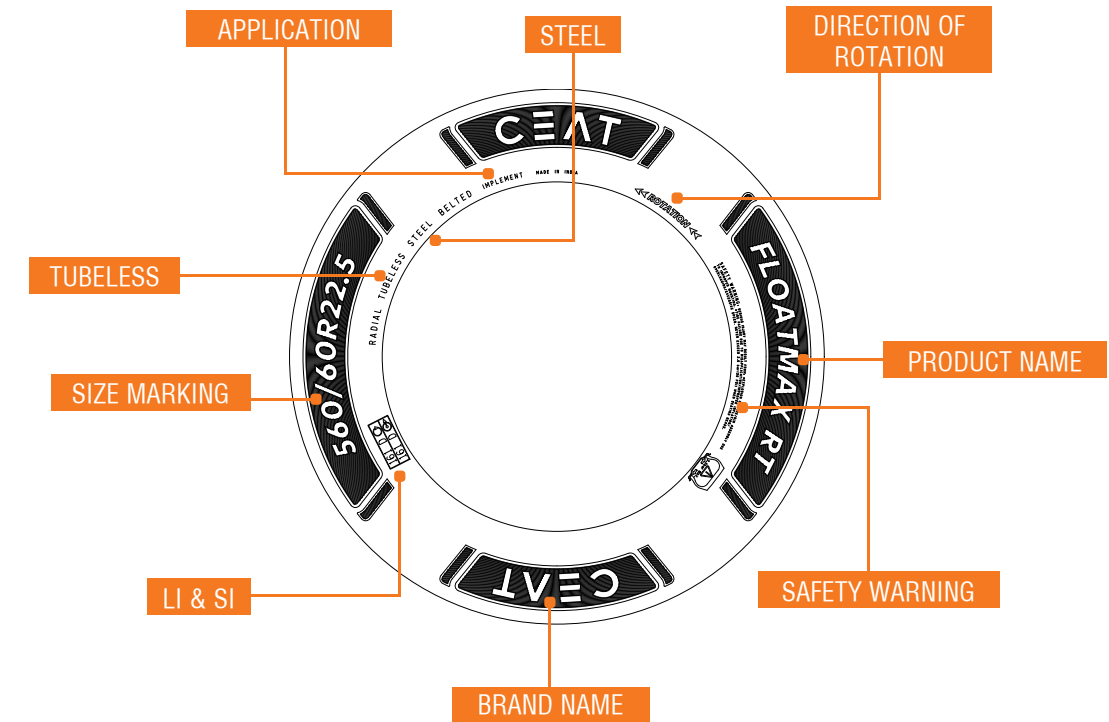 APPLICATION
STEEL
DIRECTION OF
ROTATION
CEAT
RADIAL TUBELESS STEEL BELTED IMPLEMENT MADE IN INDIA
ROTATION
TUBELESS
560/60R22.5
FLOATMAX RT
SIZE MARKING
PRODUCT NAME
LI & SI
SAFETY WARNING
CEAT
BRAND NAME